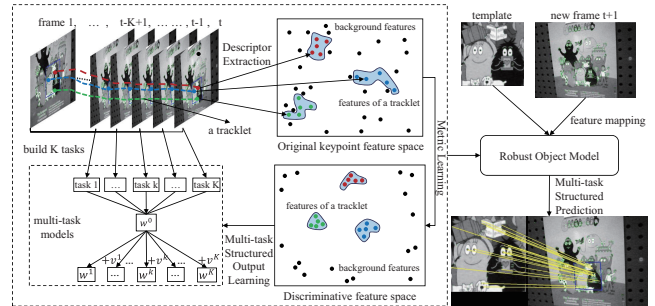 frame 1, ... , t-K+1, ... ... , t-1 , t
template
new frame t+1
Descriptor
Extraction
background features
features of a tracklet
a tracklet
Original keypoint feature space
build K tasks
Metric Learning
feature mapping
Robust Object Model
task 1
...
task k
...
task K
multi-task
models
w⁰
+v¹ ... +vᵏ ... +vᴷ
w¹
...
wᵏ
...
wᴷ
Multi-task
Structured
Output
Learning
features of a tracklet
background features
Discriminative feature space
Multi-task
Structured
Prediction